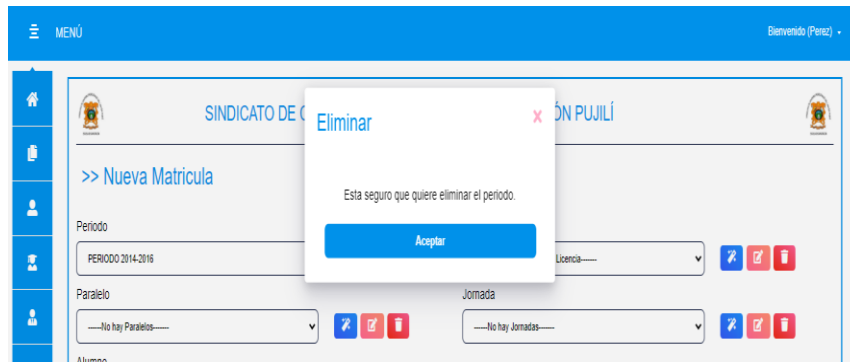 MENÚ
Bienvenido (Perez)
SINDICATO DE
ÓN PUJILÍ
Eliminar
X
>> Nueva Matricula
Esta seguro que quiere eliminar el periodo.
Aceptar
Periodo
PERIODO 2014-2016
Licencia-------
Paralelo
Jornada
------No hay Paralelos-------
------No hay Jornadas-------
Alumno